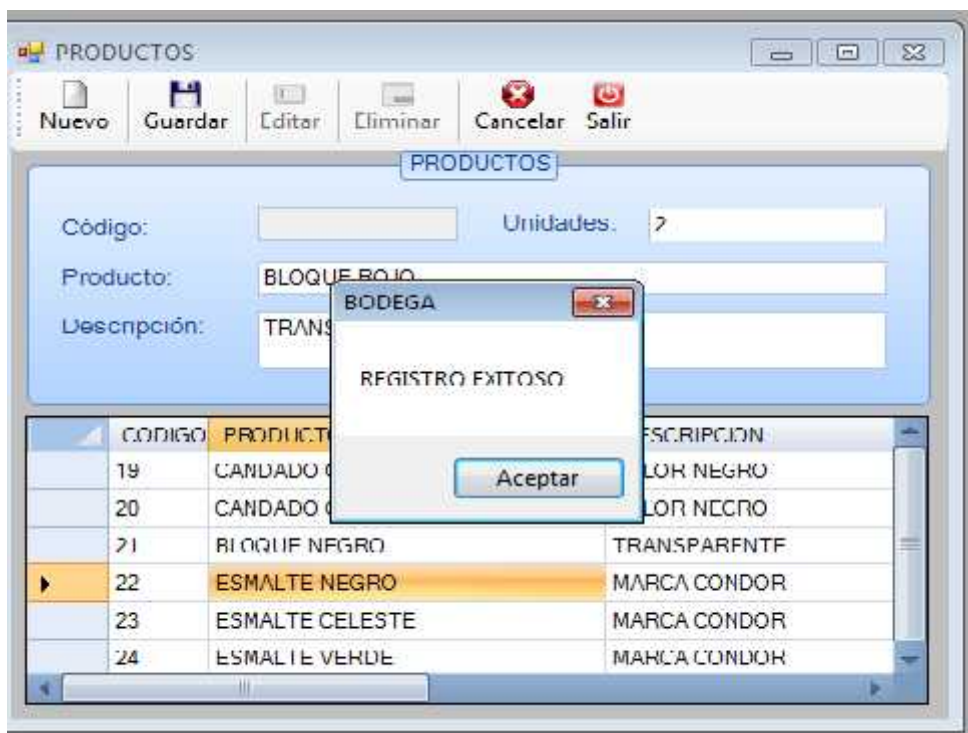 PRODUCTOS
Nuevo Guardar Editar Eliminar Cancelar Salir
PRODUCTOS
Código: Unidades: 2
Producto: BLOQUE ROJO
Descripción: TRANS
BODEGA
REGISTRO EXITOSO
Aceptar
CODIGO PRODUCTO ESCRIPCION
19 CANDADO LOR NEGRO
20 CANDADO LOR NEGRO
21 BLOQUE NEGRO TRANSPARENTE
22 ESMALTE NEGRO MARCA CONDOR
23 ESMALTE CELESTE MARCA CONDOR
24 ESMALTE VERDE MARCA CONDOR